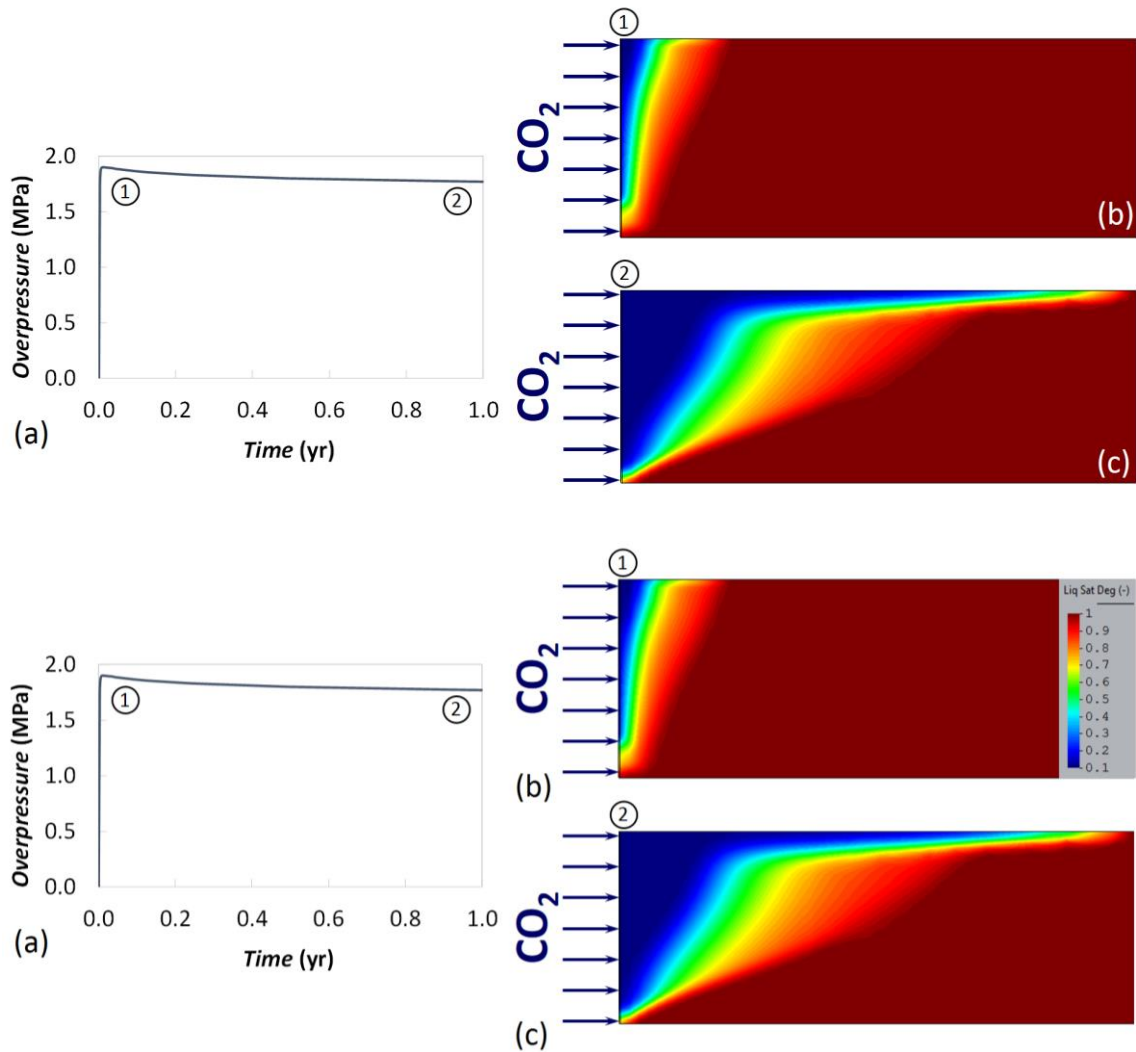 2.0
1.5
1.0
0.5
0.0
Overpressure (MPa)
① ②
0.0 0.2 0.4 0.6 0.8 1.0
Time (yr)
(a)
①
CO₂
(b)
②
CO₂
(c)
2.0
1.5
1.0
0.5
0.0
Overpressure (MPa)
① ②
0.0 0.2 0.4 0.6 0.8 1.0
Time (yr)
(a)
①
CO₂
(b)
Liq Sat Deg (-)
1
0.9
0.8
0.7
0.6
0.5
0.4
0.3
0.2
0.1
②
CO₂
(c)